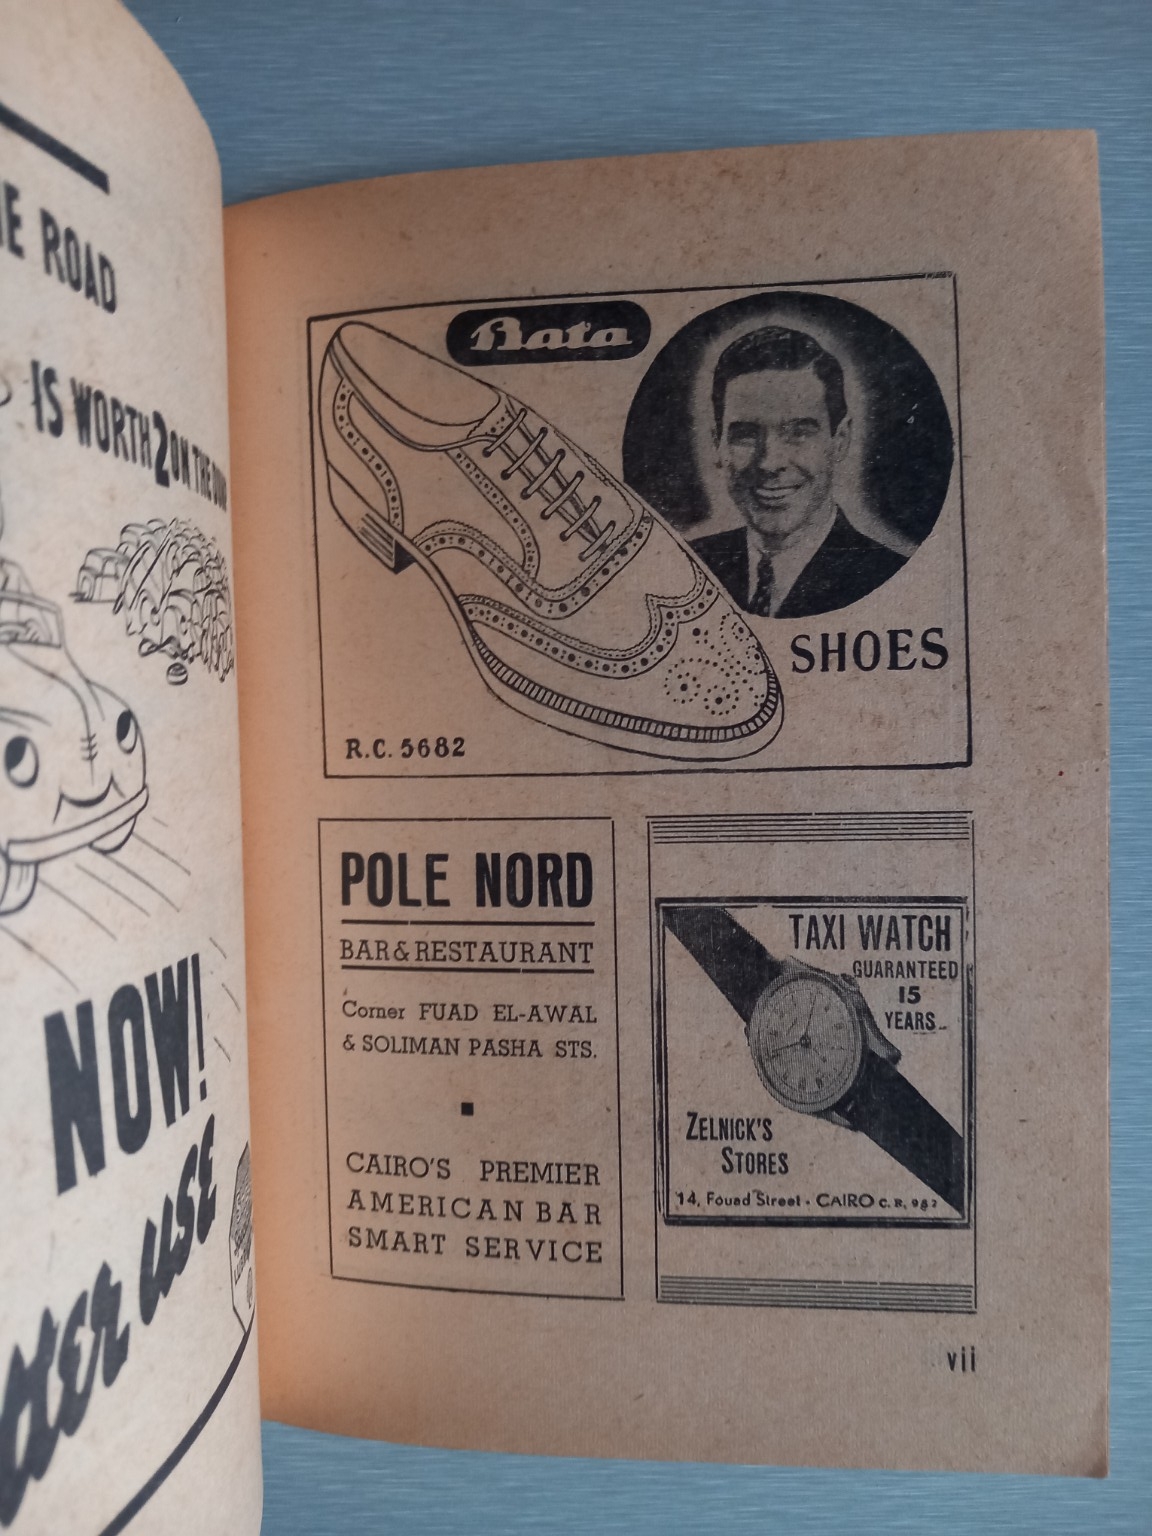 E ROAD
IS WORTH 2 ON THE DUMP
NOW!
USE
Bata
SHOES
R.C. 5682
POLE NORD
BAR & RESTAURANT
Corner FUAD EL-AWAL
& SOLIMAN PASHA STS.
CAIRO'S PREMIER
AMERICAN BAR
SMART SERVICE
TAXI WATCH
GUARANTEED
15
YEARS
ZELNICK'S
STORES
14, Fouad Street - CAIRO C.R. 982
vii